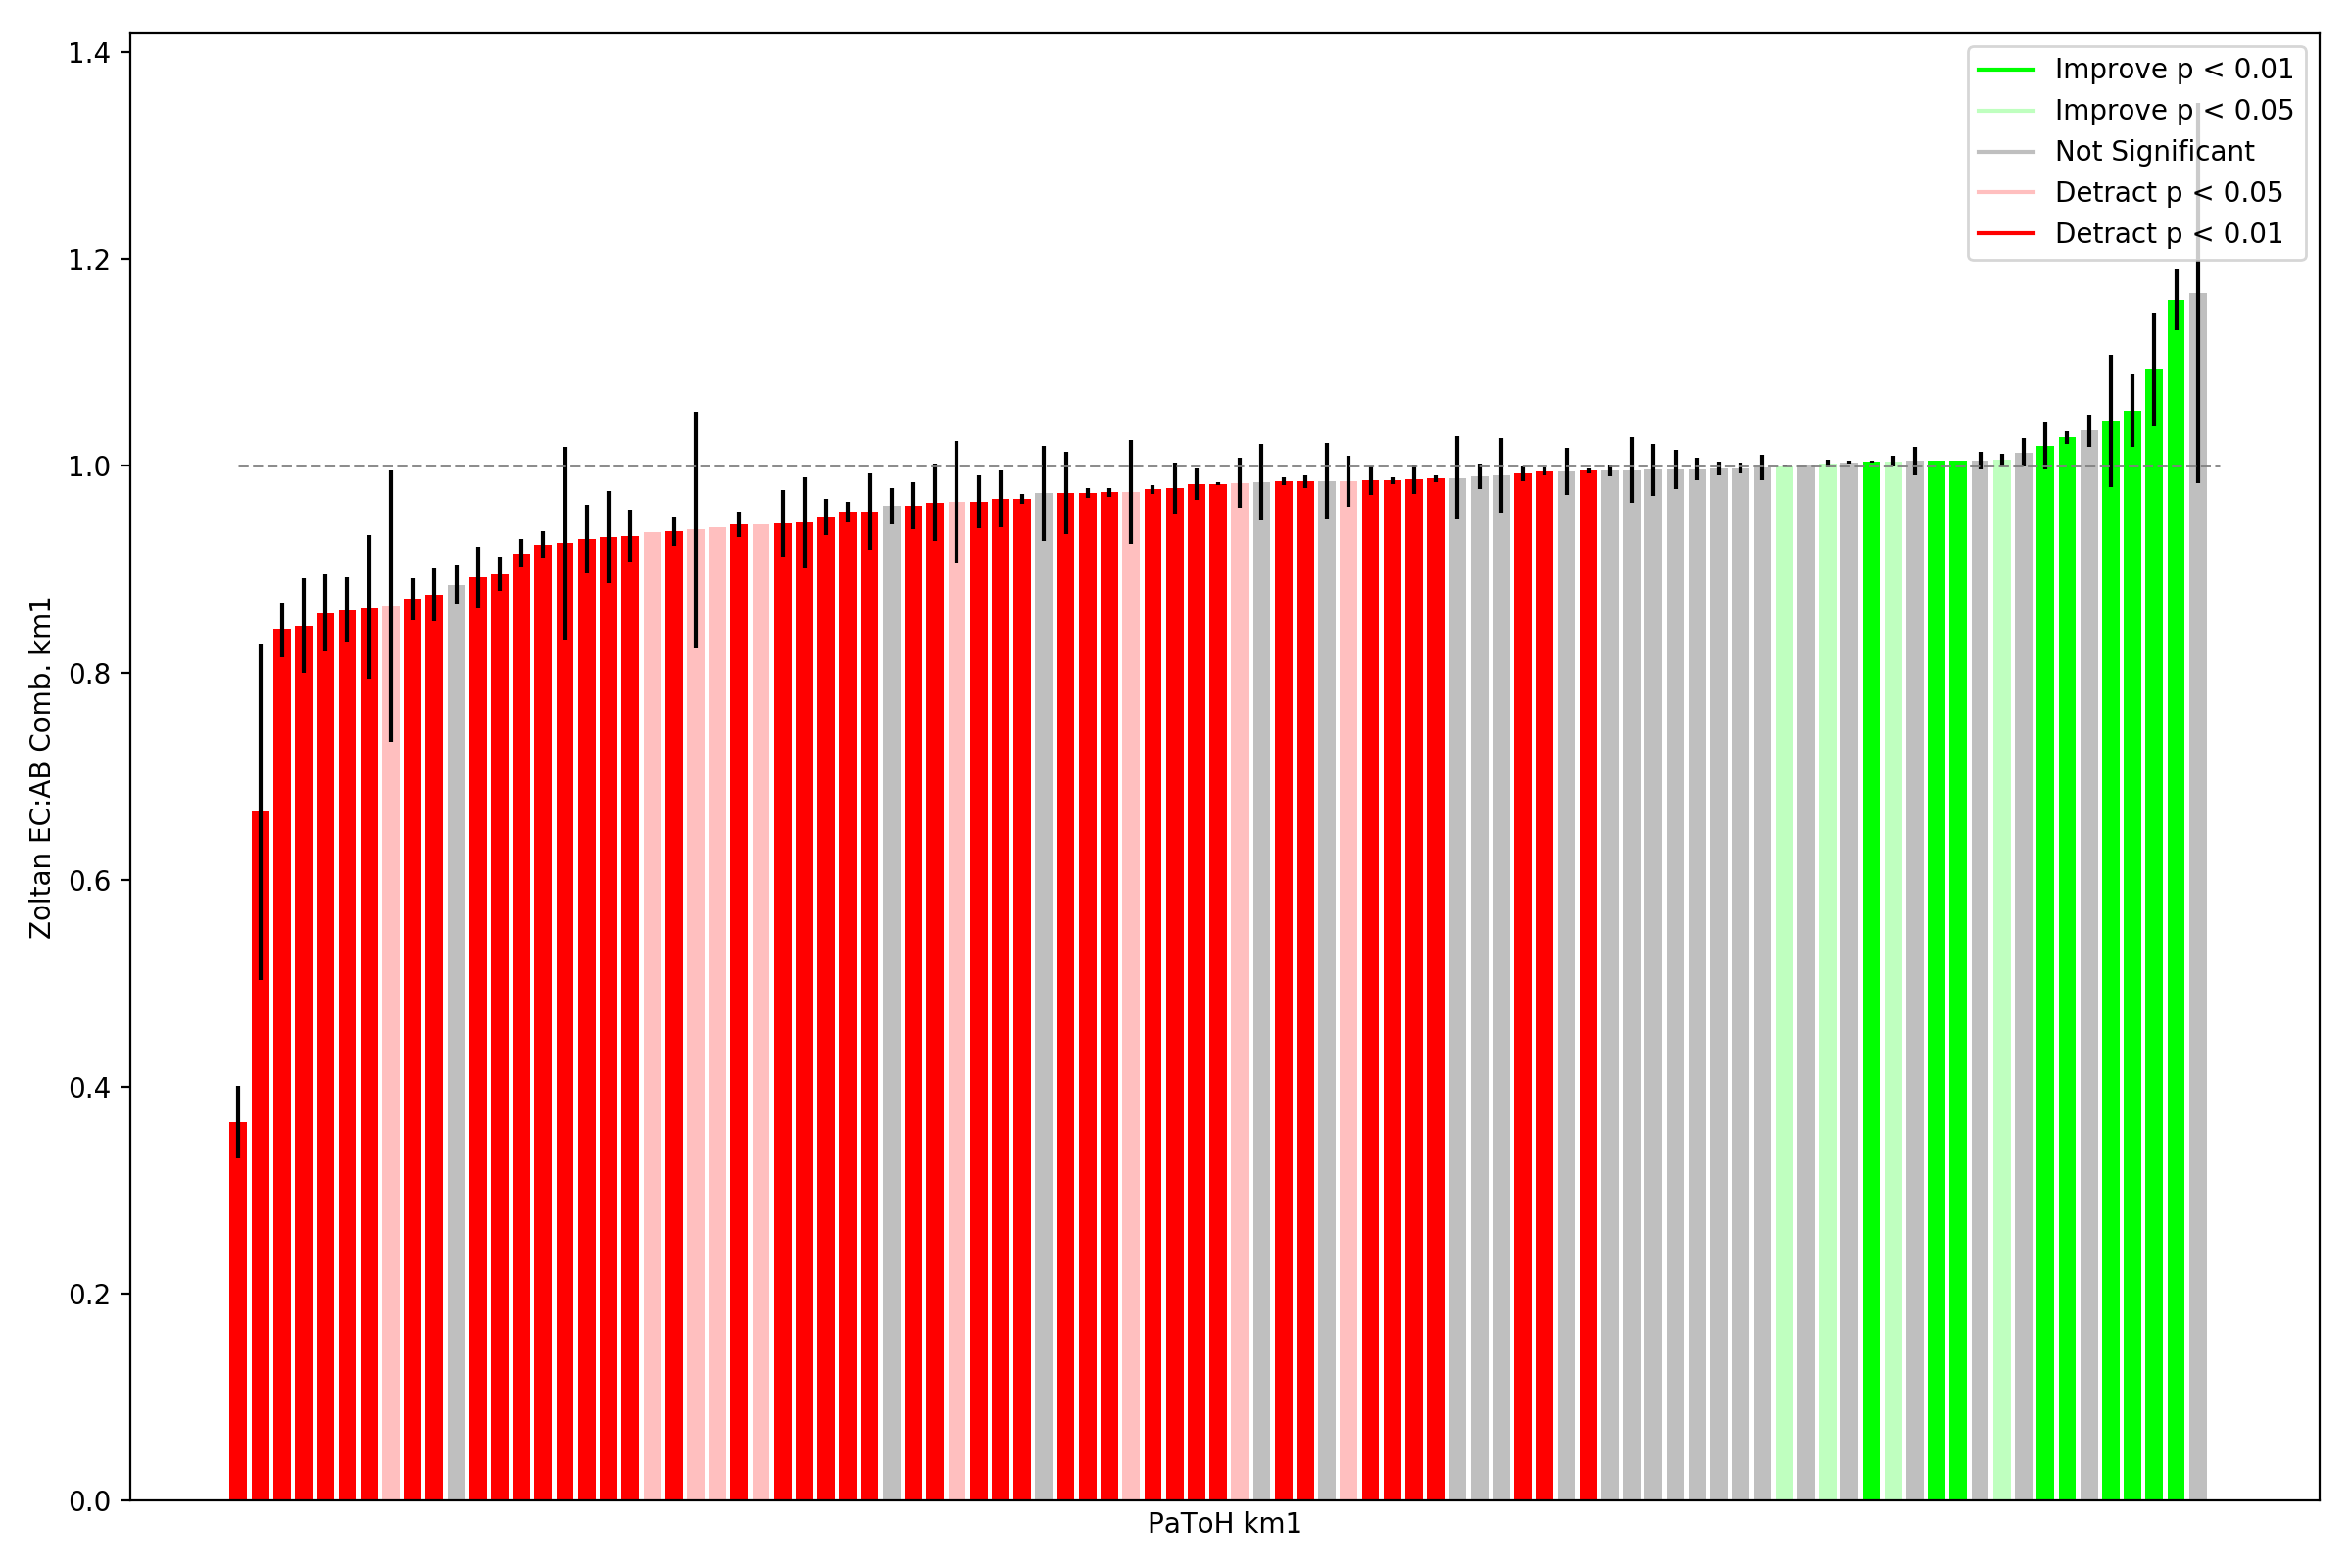 1.4
1.2
1.0
0.8
0.6
0.4
0.2
0.0
Zoltan EC:AB Comb. km1
PaToH km1
Improve p < 0.01
Improve p < 0.05
Not Significant
Detract p < 0.05
Detract p < 0.01